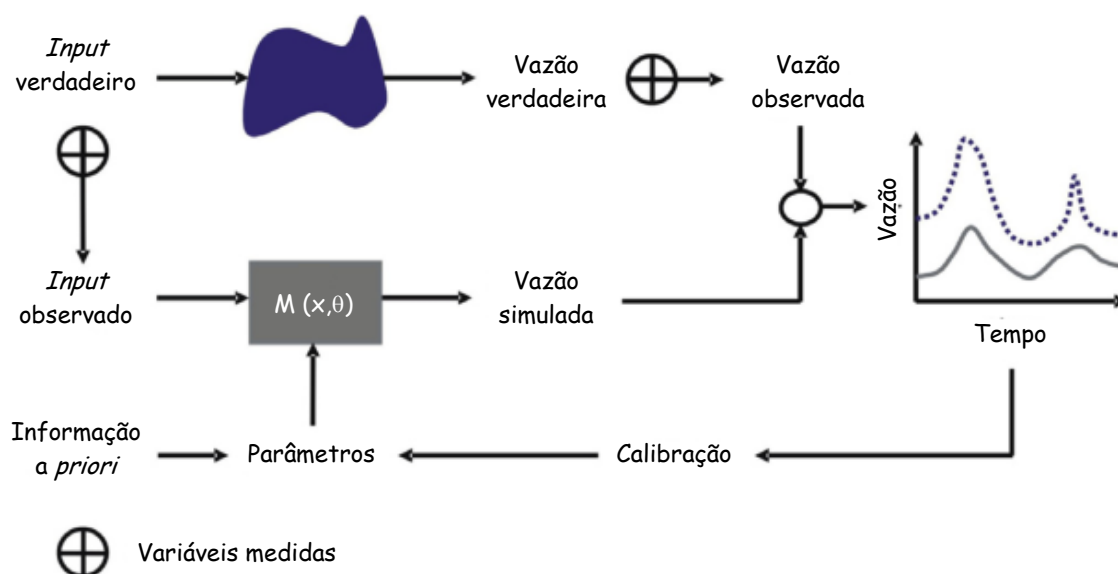 Input
verdadeiro
Vazão
verdadeira
Vazão
observada
Input
observado
M (x,θ)
Vazão
simulada
Vazão
Tempo
Informação
a priori
Parâmetros
Calibração
Variáveis medidas